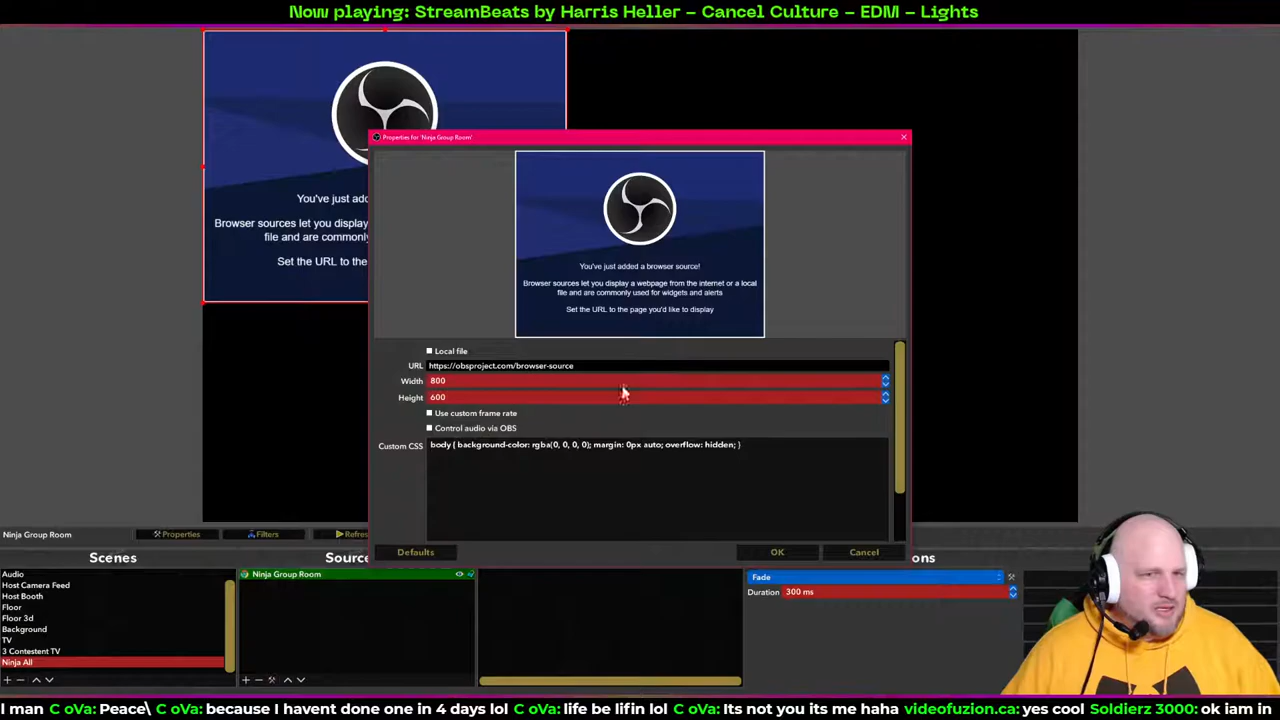 Now playing: StreamBeats by Harris Heller - Cancel Culture - EDM - Lights
You've just add
Browser sources let you display
file and are commonly
Set the URL to the
Properties for 'Ninja Group Room'
You've just added a browser source!
Browser sources let you display a webpage from the internet or a local
file and are commonly used for widgets and alerts
Set the URL to the page you'd like to display
Local file
URL https://obsproject.com/browser-source
Width 800
Height 600
Use custom frame rate
Control audio via OBS
Custom CSS body { background-color: rgba(0, 0, 0, 0); margin: 0px auto; overflow: hidden; }
Defaults OK Cancel
Ninja Group Room Properties Filters Refres
Scenes
Audio
Host Camera Feed
Host Booth
Floor
Floor 3d
Background
TV
3 Contestent TV
Ninja All
Source
Ninja Group Room
ons
Fade
Duration 300 ms
I man C oVa: Peace\ C oVa: because I havent done one in 4 days lol C oVa: life be lifin lol C oVa: Its not you its me haha videofuzion.ca: yes cool Soldierz 3000: ok iam in